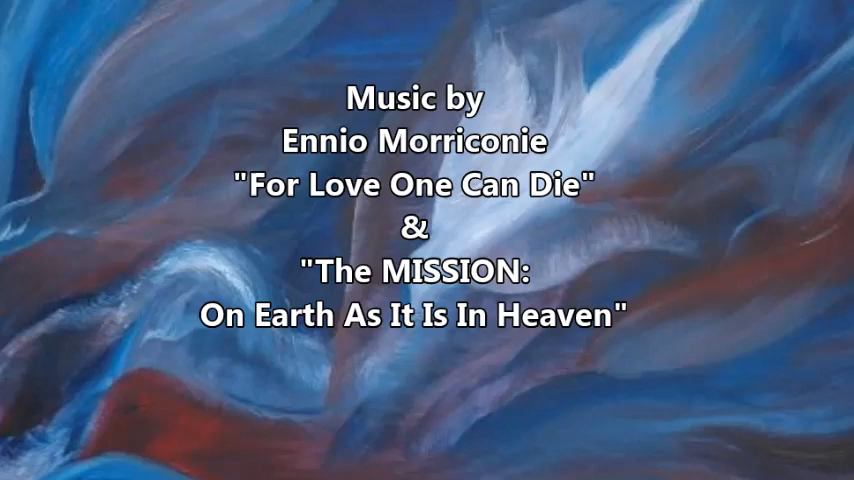 Music by
Ennio Morriconie
"For Love One Can Die"
&
"The MISSION:
On Earth As It Is In Heaven"